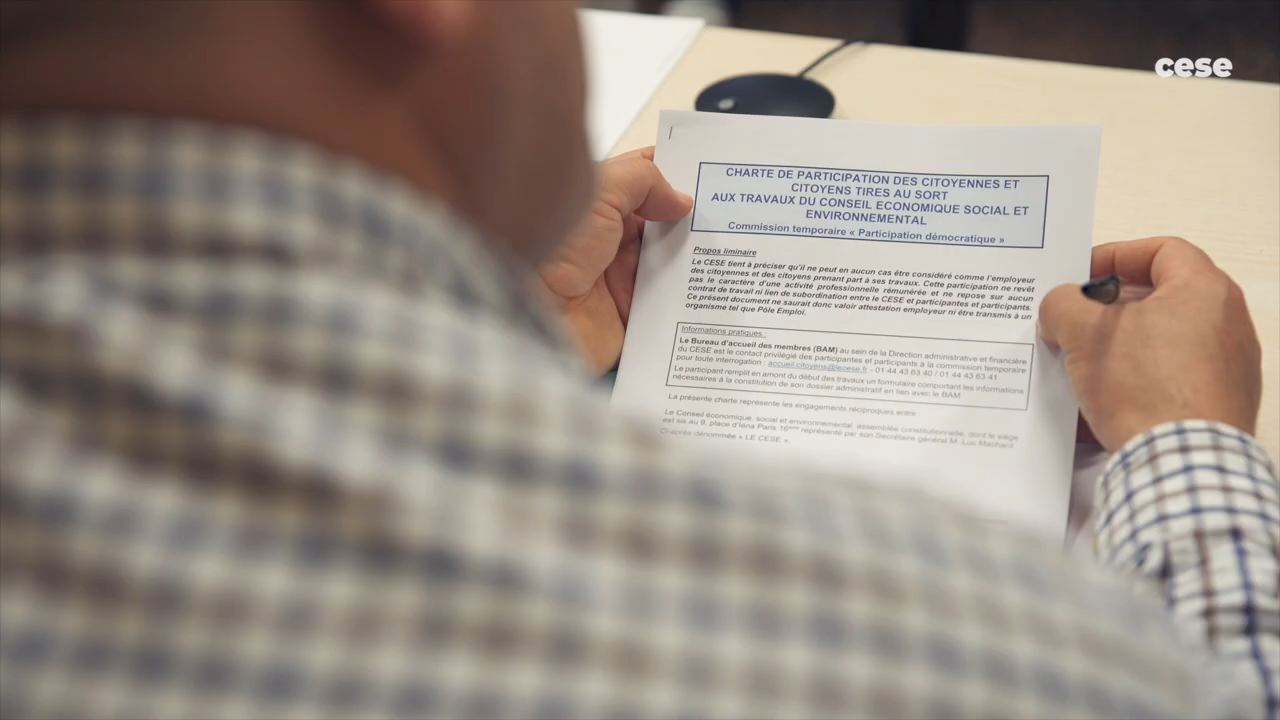 cese
CHARTE DE PARTICIPATION DES CITOYENNES ET
CITOYENS TIRES AU SORT
AUX TRAVAUX DU CONSEIL ECONOMIQUE SOCIAL ET
ENVIRONNEMENTAL
Commission temporaire « Participation démocratique »
Propos liminaire
Le CESE tient à préciser qu'il ne peut en aucun cas être considéré comme l'employeur
des citoyennes et des citoyens prenant part à ses travaux. Cette participation ne revêt
pas le caractère d'une activité professionnelle rémunérée et ne repose sur aucun
contrat de travail ni lien de subordination entre le CESE et participantes et participants.
Ce présent document ne saurait donc valoir attestation employeur ni être transmis à un
organisme tel que Pôle Emploi.
Informations pratiques :
Le Bureau d'accueil des membres (BAM) au sein de la Direction administrative et financière
du CESE est le contact privilégié des participantes et participants à la commission temporaire
pour toute interrogation : accueil.citoyens@lecese.fr - 01 44 43 63 40 / 01 44 43 63 41
Le participant remplit en amont du début des travaux un formulaire comportant les informations
nécessaires à la constitution de son dossier administratif en lien avec le BAM
La présente charte représente les engagements réciproques entre
Le Conseil économique, social et environnemental, assemblée constitutionnelle, dont le siège
est sis au 9, place d'Iéna Paris 16ème représenté par son Secrétaire général M. Luc Machard,
Ci-après dénommée « LE CESE ».